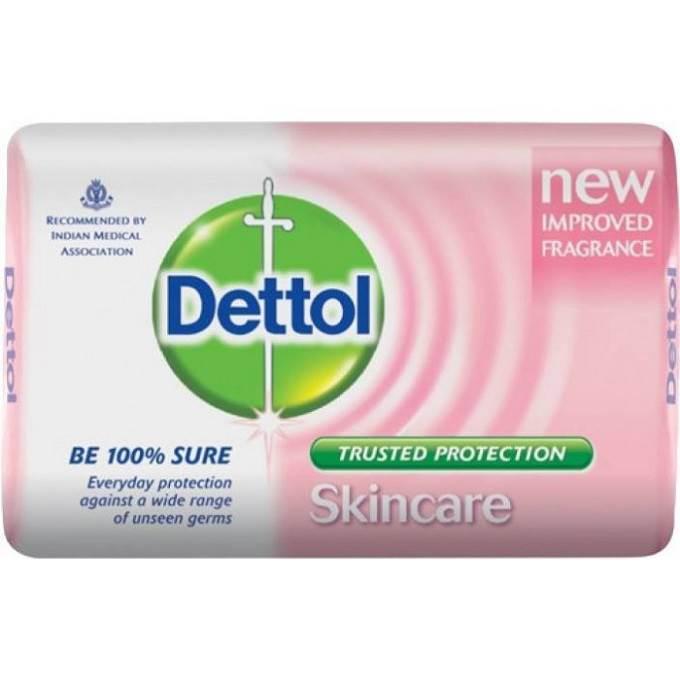 RECOMMENDED BY
INDIAN MEDICAL
ASSOCIATION
new
IMPROVED
FRAGRANCE
Dettol
Dettol
Dettol
BE 100% SURE
Everyday protection
against a wide range
of unseen germs
TRUSTED PROTECTION
Skincare